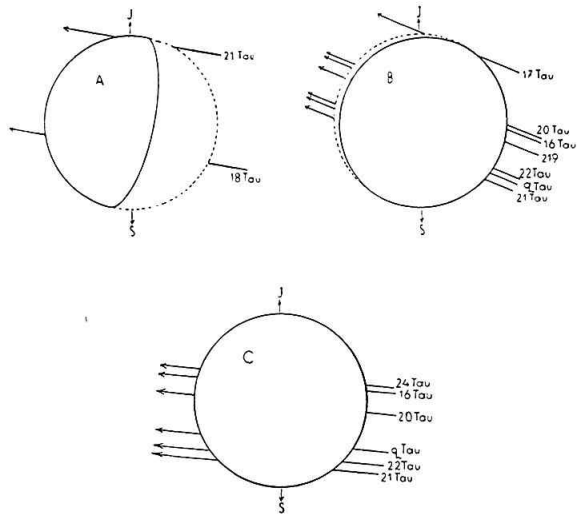 J
21 Tau
A
18 Tau
S
J
17 Tau
B
20 Tau
16 Tau
219
22 Tau
q Tau
21 Tau
S
J
C
24 Tau
16 Tau
20 Tau
q Tau
22 Tau
21 Tau
S